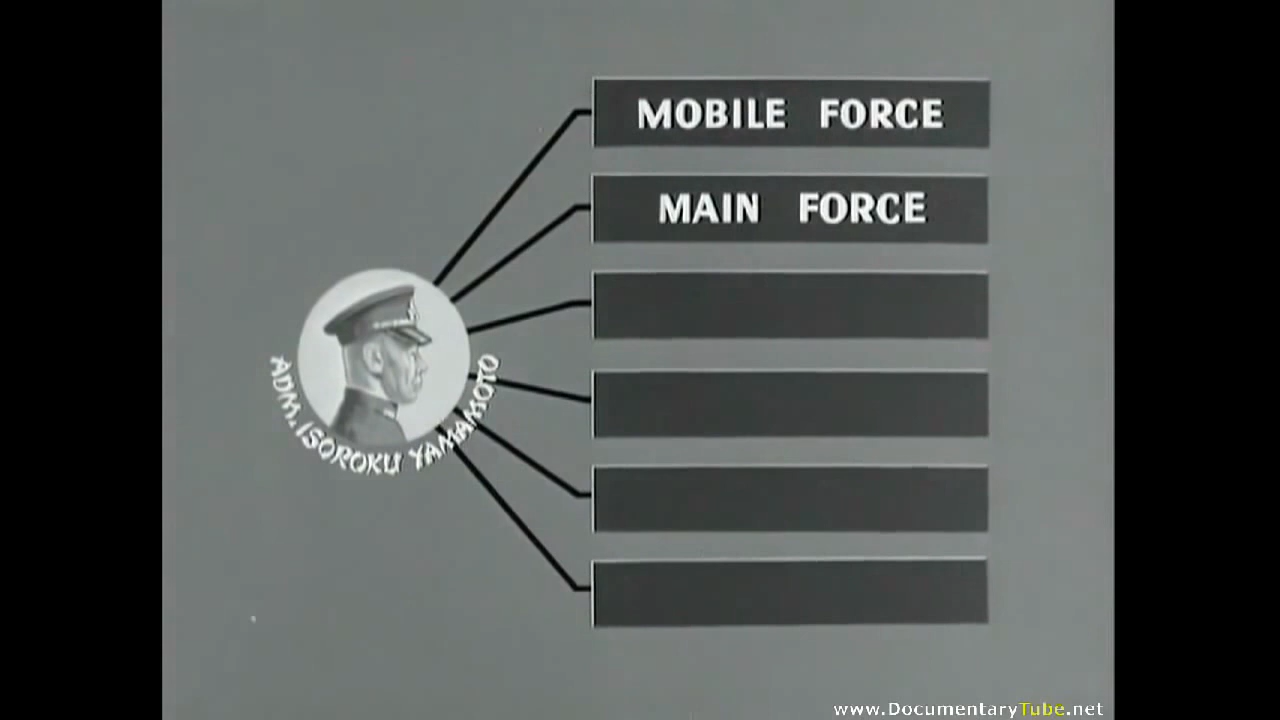 MOBILE FORCE
MAIN FORCE
ADM. ISOROKU YAMAMOTO
www.DocumentaryTube.net